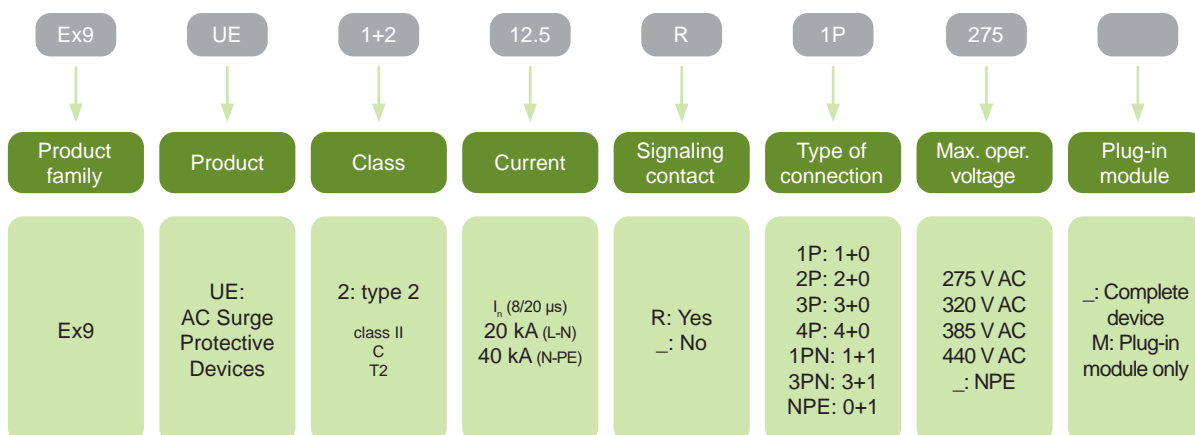 Ex9 UE 1+2 12.5 R 1P 275
Product family
Product
Class
Current
Signaling contact
Type of connection
Max. oper. voltage
Plug-in module
Ex9
UE:
AC Surge
Protective
Devices
2: type 2
class II
C
T2
In (8/20 µs)
20 kA (L-N)
40 kA (N-PE)
R: Yes
_: No
1P: 1+0
2P: 2+0
3P: 3+0
4P: 4+0
1PN: 1+1
3PN: 3+1
NPE: 0+1
275 V AC
320 V AC
385 V AC
440 V AC
_: NPE
_: Complete
device
M: Plug-in
module only